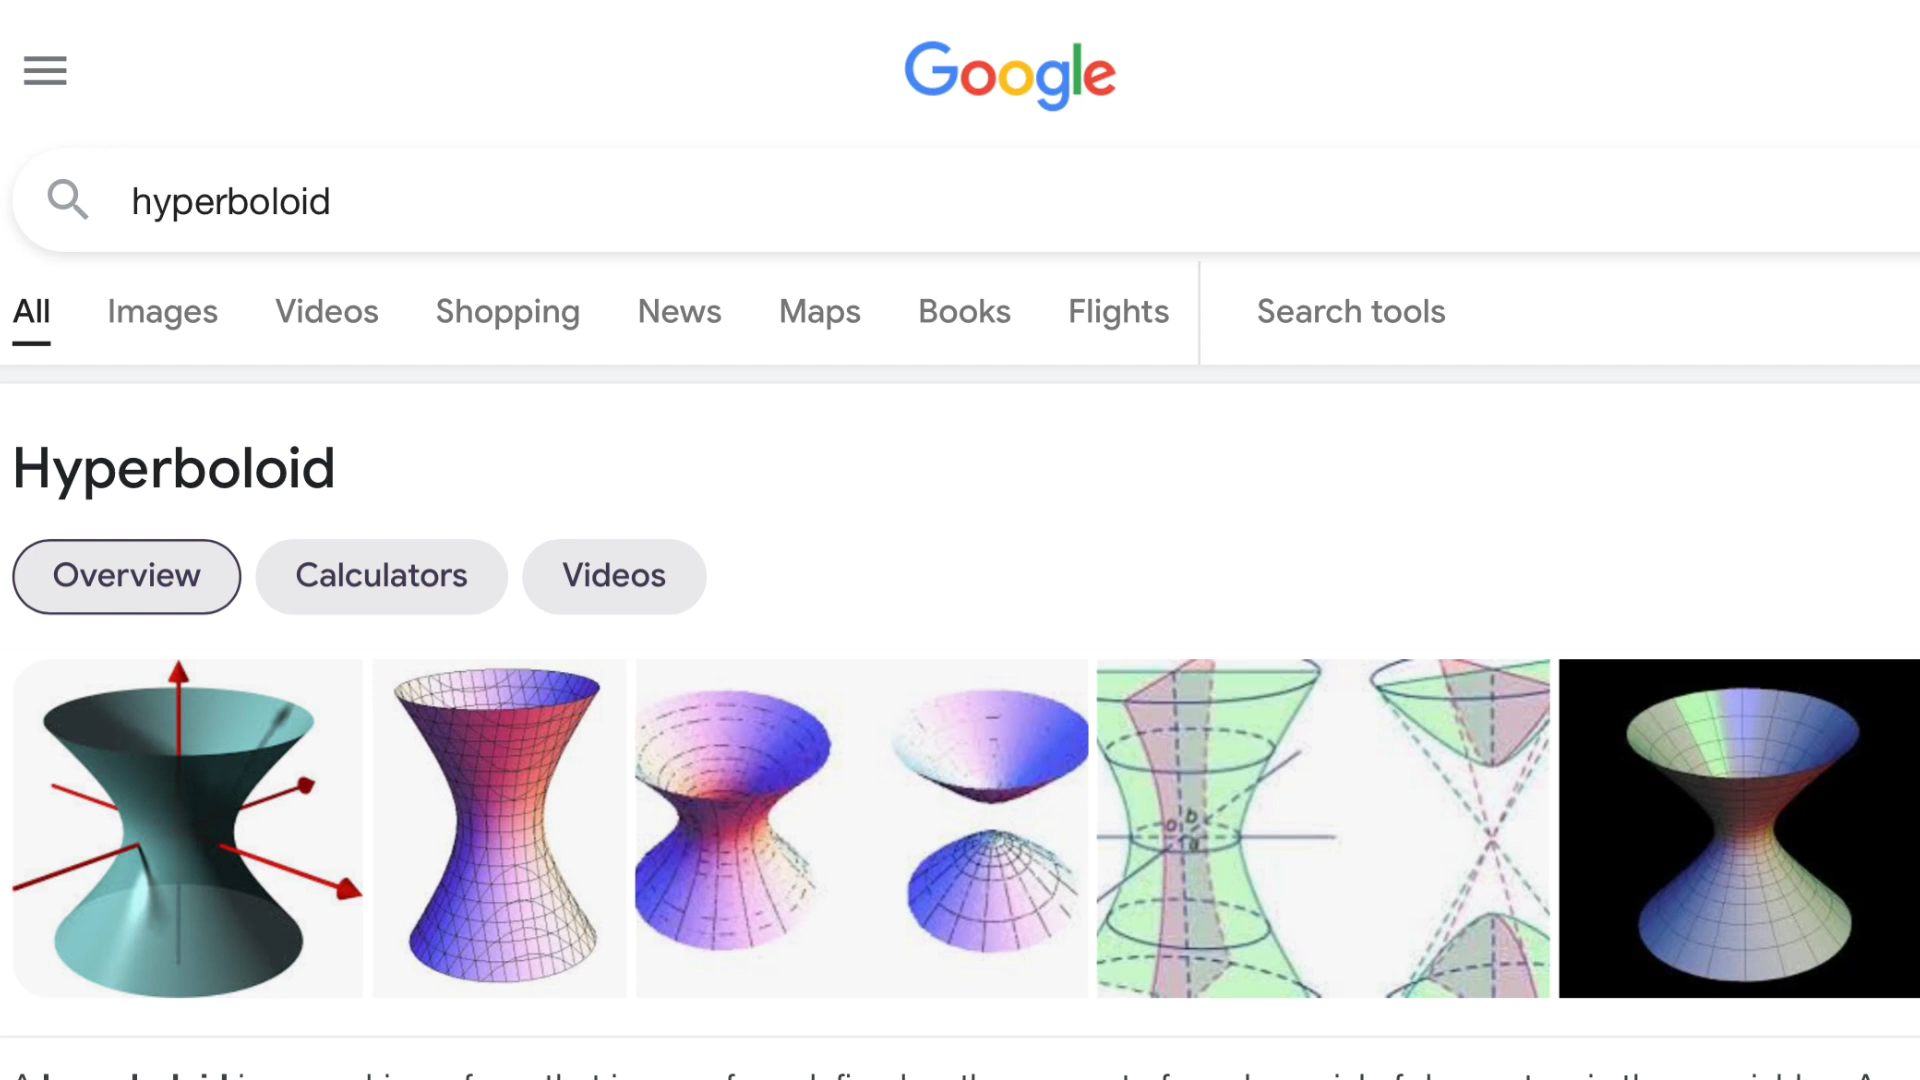 Google
hyperboloid
All Images Videos Shopping News Maps Books Flights Search tools
Hyperboloid
Overview Calculators Videos
a b
a